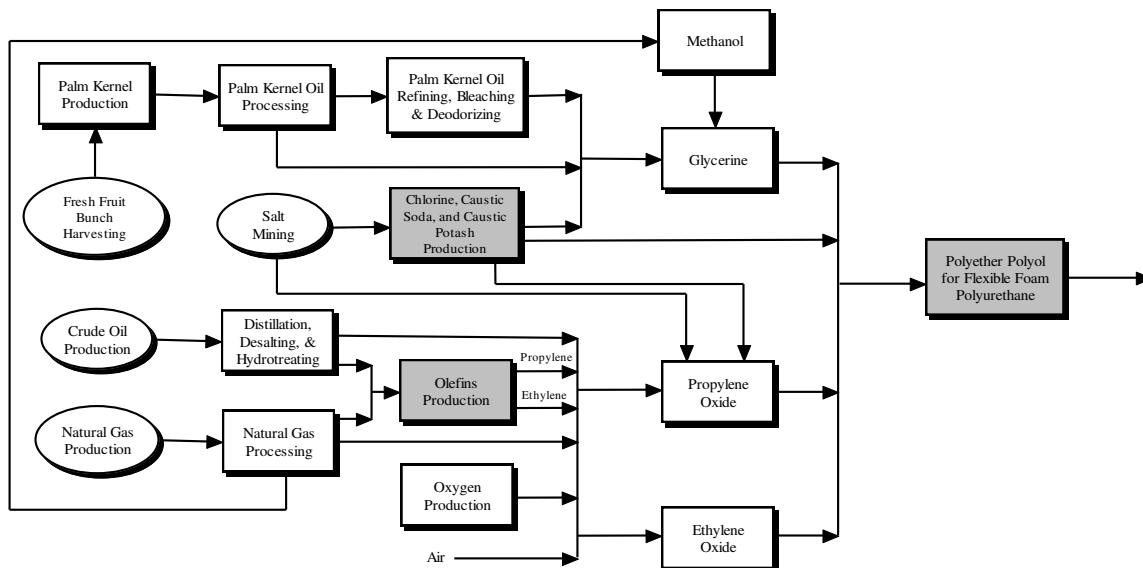 Methanol
Palm Kernel
Production
Palm Kernel Oil
Processing
Palm Kernel Oil
Refining, Bleaching
& Deodorizing
Glycerine
Fresh Fruit
Bunch
Harvesting
Salt
Mining
Chlorine, Caustic
Soda, and Caustic
Potash
Production
Polyether Polyol
for Flexible Foam
Polyurethane
Crude Oil
Production
Distillation,
Desalting, &
Hydrotreating
Olefins
Production
Propylene
Ethylene
Propylene
Oxide
Natural Gas
Production
Natural Gas
Processing
Oxygen
Production
Ethylene
Oxide
Air